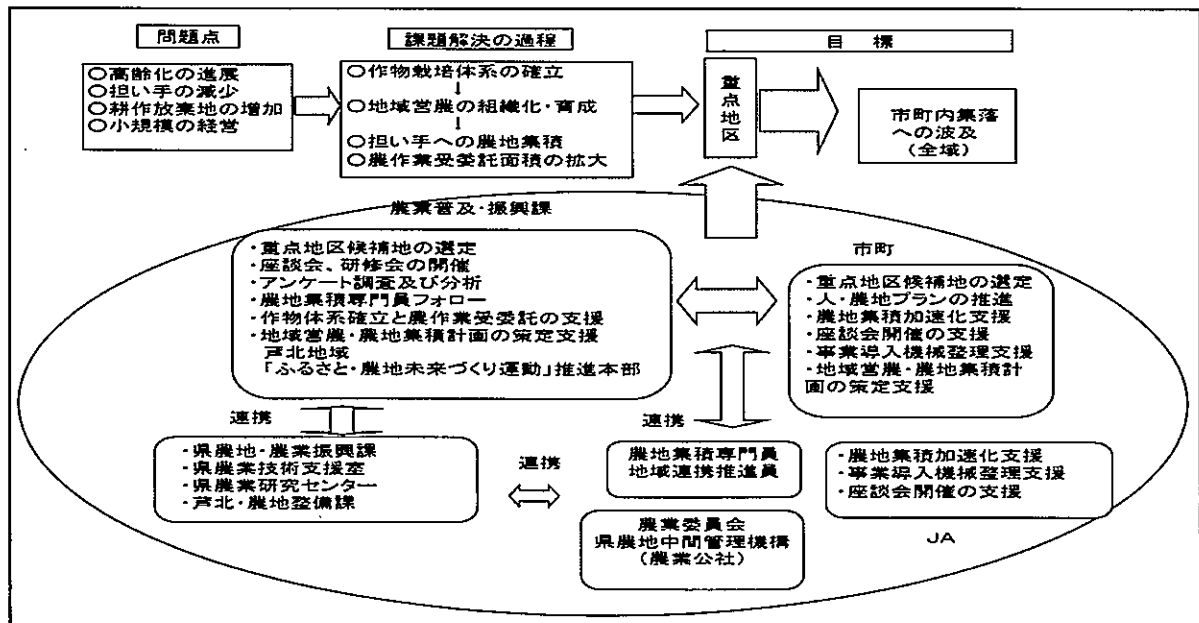 問題点
課題解決の過程
目 標
○高齢化の進展
○担い手の減少
○耕作放棄地の増加
○小規模の経営
○作物栽培体系の確立
↓
○地域営農の組織化・育成
↓
○担い手への農地集積
○農作業受委託面積の拡大
重点地区
市町内集落
への波及
(全域)
農業普及・振興課
・重点地区候補地の選定
・座談会、研修会の開催
・アンケート調査及び分析
・農地集積専門員フォロー
・作物体系確立と農作業受委託の支援
・地域営農・農地集積計画の策定支援
芦北地域
「ふるさと・農地未来づくり運動」推進本部
市町
・重点地区候補地の選定
・人・農地プランの推進
・農地集積加速化支援
・座談会開催の支援
・事業導入機械整理支援
・地域営農・農地集積計
画の策定支援
連携
連携
・県農地・農業振興課
・県農業技術支援室
・県農業研究センター
・芦北・農地整備課
連携
農地集積専門員
地域連携推進員
・農地集積加速化支援
・事業導入機械整理支援
・座談会開催の支援
農業委員会
県農地中間管理機構
(農業公社)
JA